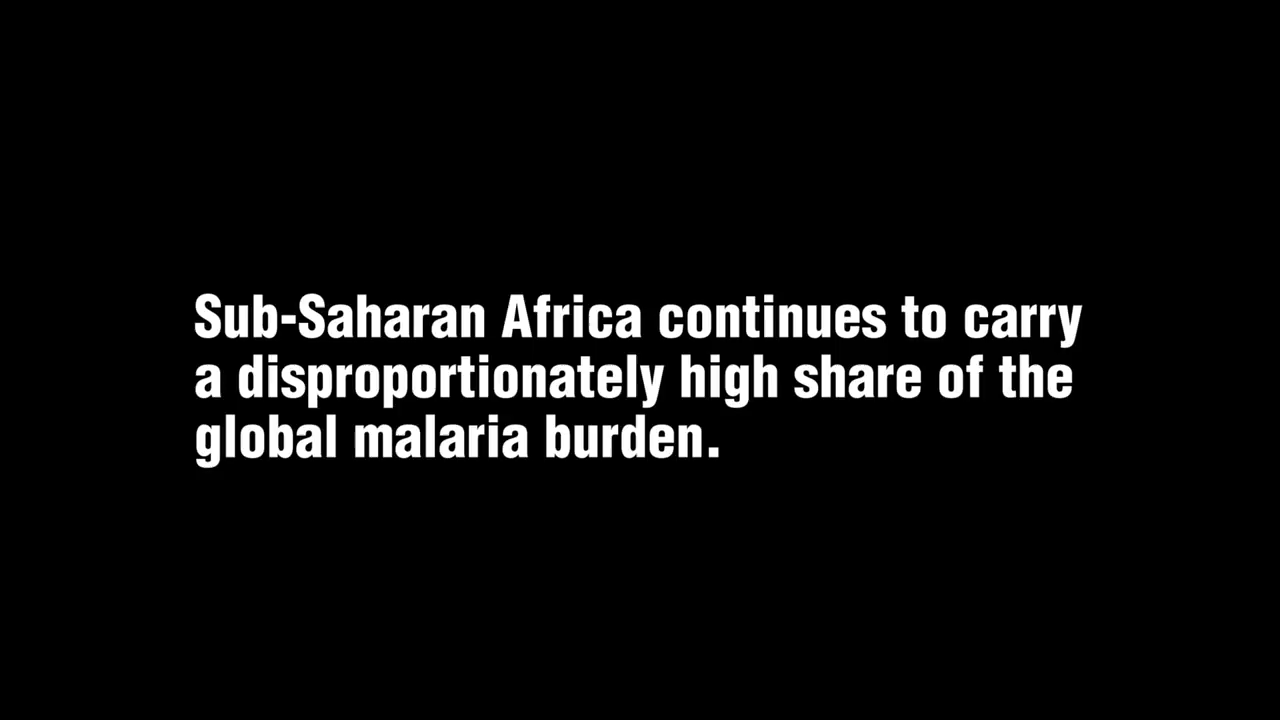 Sub-Saharan Africa continues to carry
a disproportionately high share of the
global malaria burden.